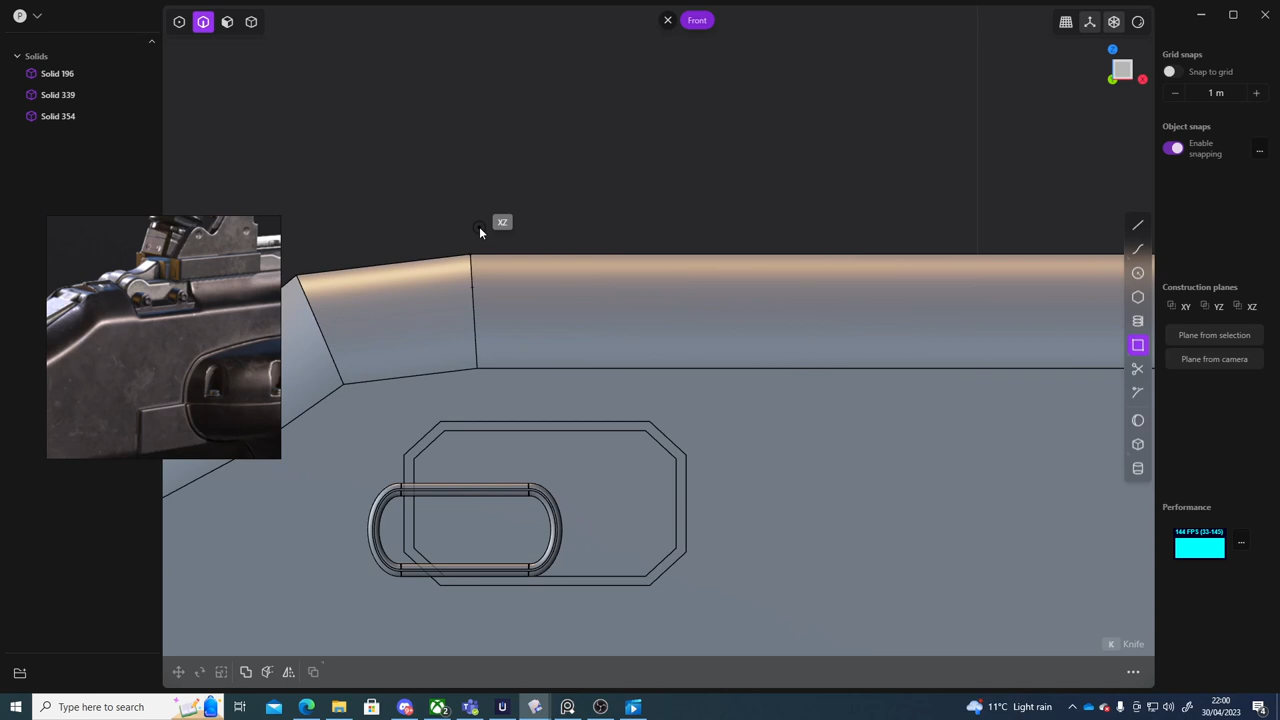 P
Front
Solids
Solid 196
Solid 339
Solid 354
Z
X
Grid snaps
Snap to grid
1 m
Object snaps
Enable
snapping
...
XZ
Construction planes
XY
YZ
XZ
Plane from selection
Plane from camera
Performance
144 FPS (33-145)
...
K Knife
Type here to search
2
U
11°C Light rain
22:00
30/04/2023